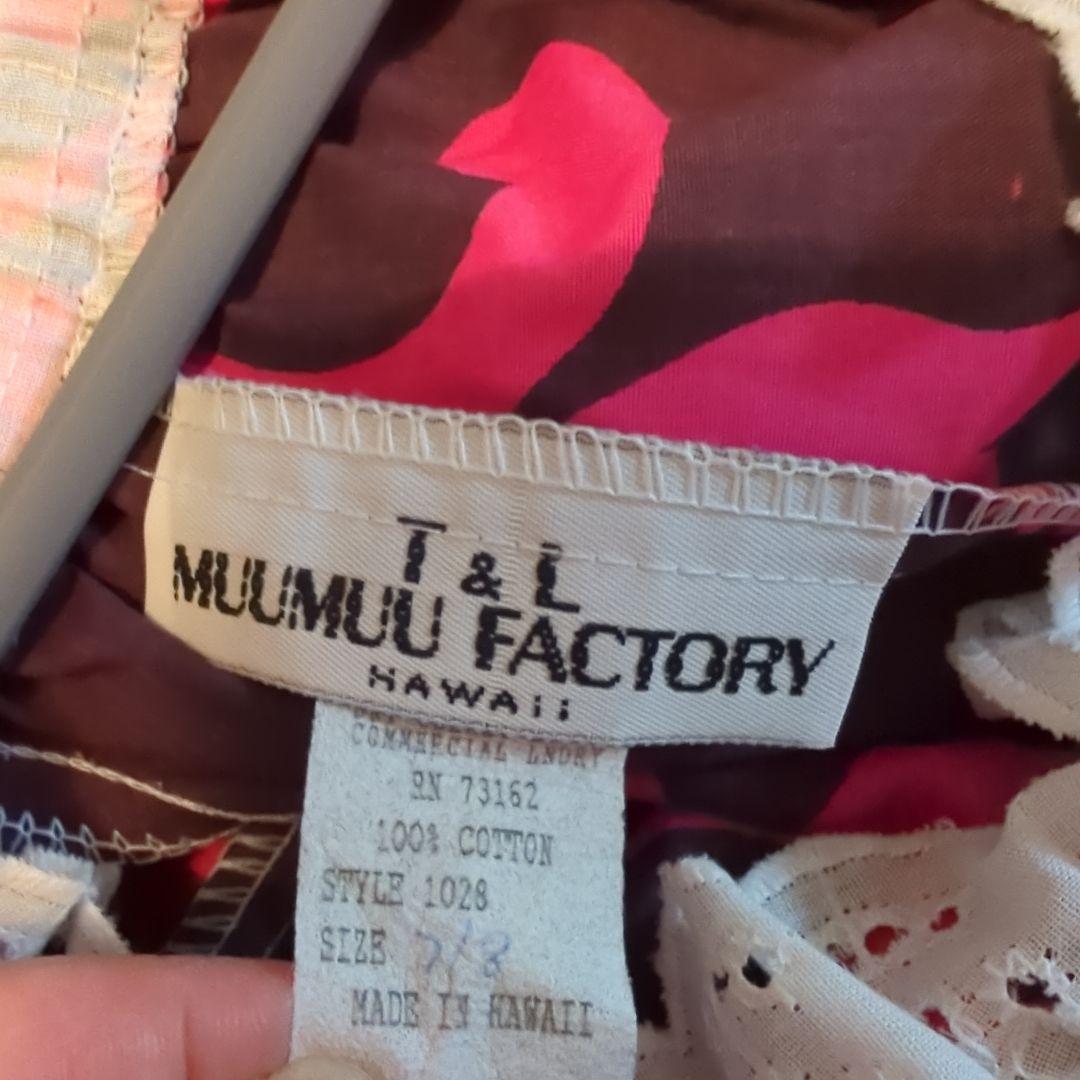 T & L
MUUMUU FACTORY
HAWAII
COMMERCIAL LNDRY
RN 73162
100% COTTON
STYLE 1028
SIZE 7/8
MADE IN HAWAII